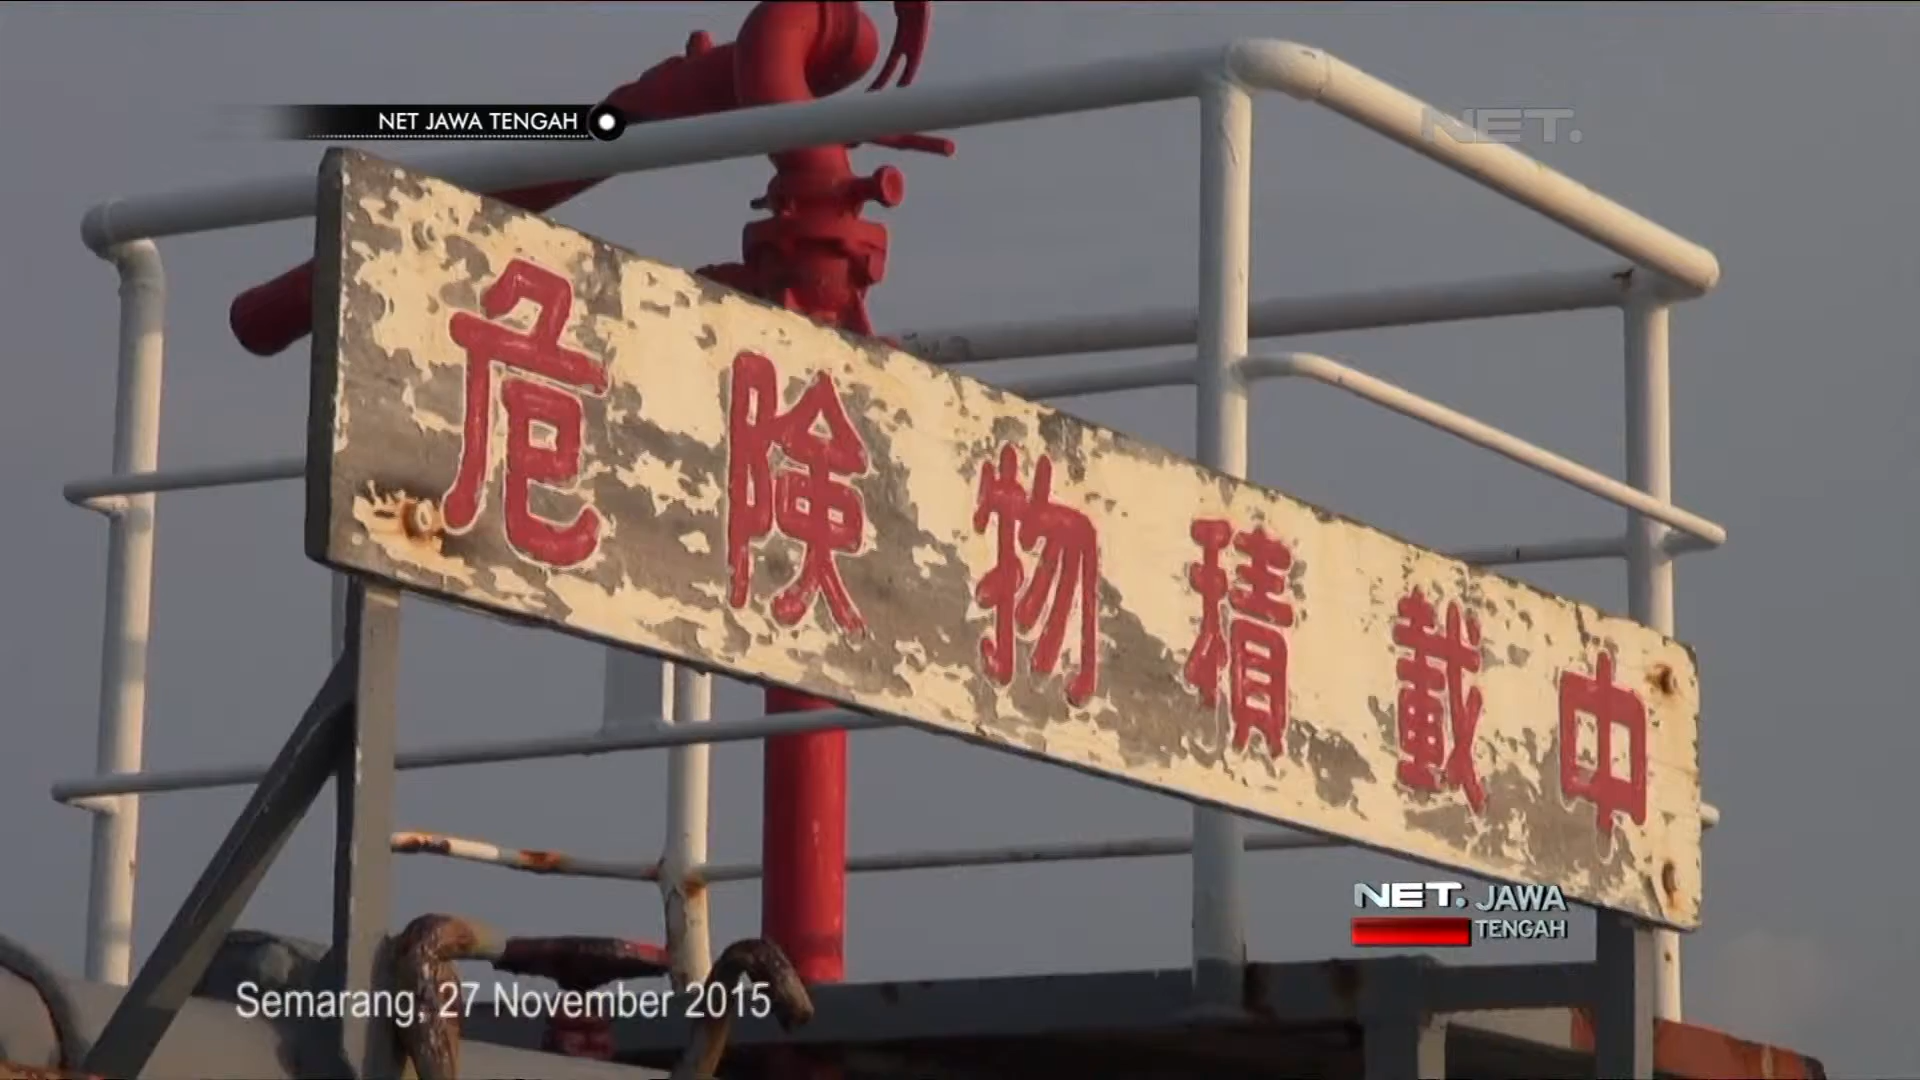 NET JAWA TENGAH
NET.
危険物積載中
NET. JAWA
TENGAH
Semarang, 27 November 2015